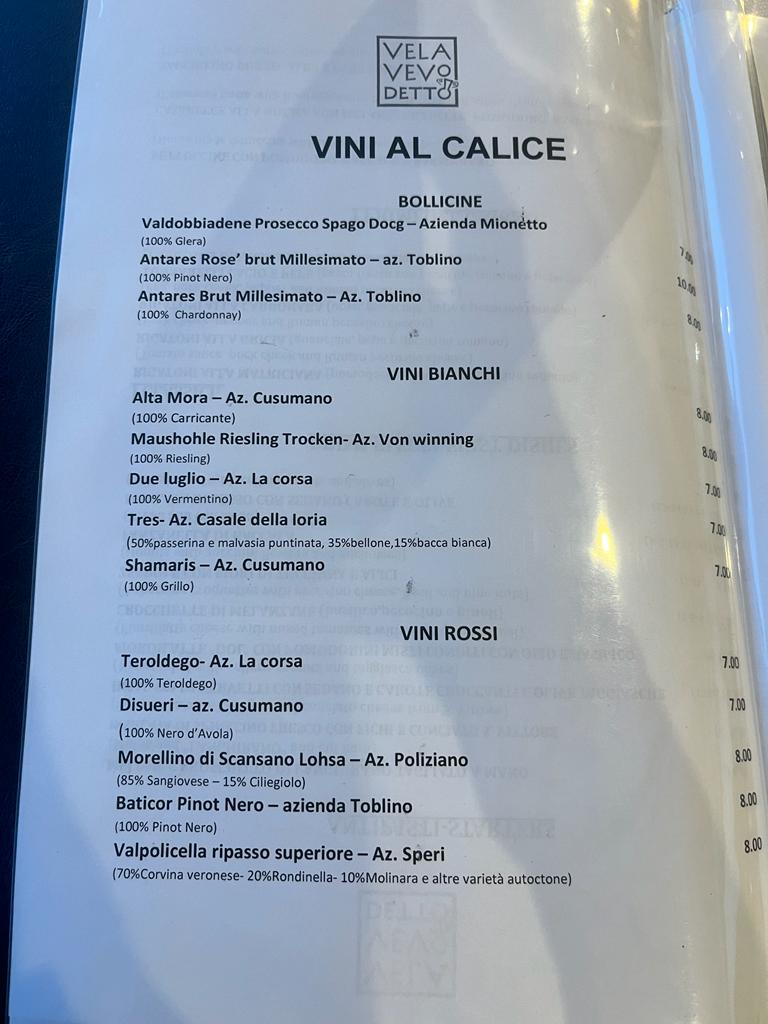 VELA
VEVO
DETTO
VINI AL CALICE
BOLLICINE
Valdobbiadene Prosecco Spago Docg – Azienda Mionetto 7.00
(100% Glera)
Antares Rose’ brut Millesimato – az. Toblino 10.00
(100% Pinot Nero)
Antares Brut Millesimato – Az. Toblino 8.00
(100% Chardonnay)
VINI BIANCHI
Alta Mora – Az. Cusumano 8.00
(100% Carricante)
Maushohle Riesling Trocken- Az. Von winning 8.00
(100% Riesling)
Due luglio – Az. La corsa 7.00
(100% Vermentino)
Tres- Az. Casale della Ioria 7.00
(50%passerina e malvasia puntinata, 35%bellone,15%bacca bianca)
Shamaris – Az. Cusumano 7.00
(100% Grillo)
VINI ROSSI
Teroldego- Az. La corsa 7.00
(100% Teroldego)
Disueri – az. Cusumano 7.00
(100% Nero d’Avola)
Morellino di Scansano Lohsa – Az. Poliziano 8.00
(85% Sangiovese – 15% Ciliegiolo)
Baticor Pinot Nero – azienda Toblino 8.00
(100% Pinot Nero)
Valpolicella ripasso superiore – Az. Speri 8.00
(70%Corvina veronese- 20%Rondinella- 10%Molinara e altre varietà autoctone)